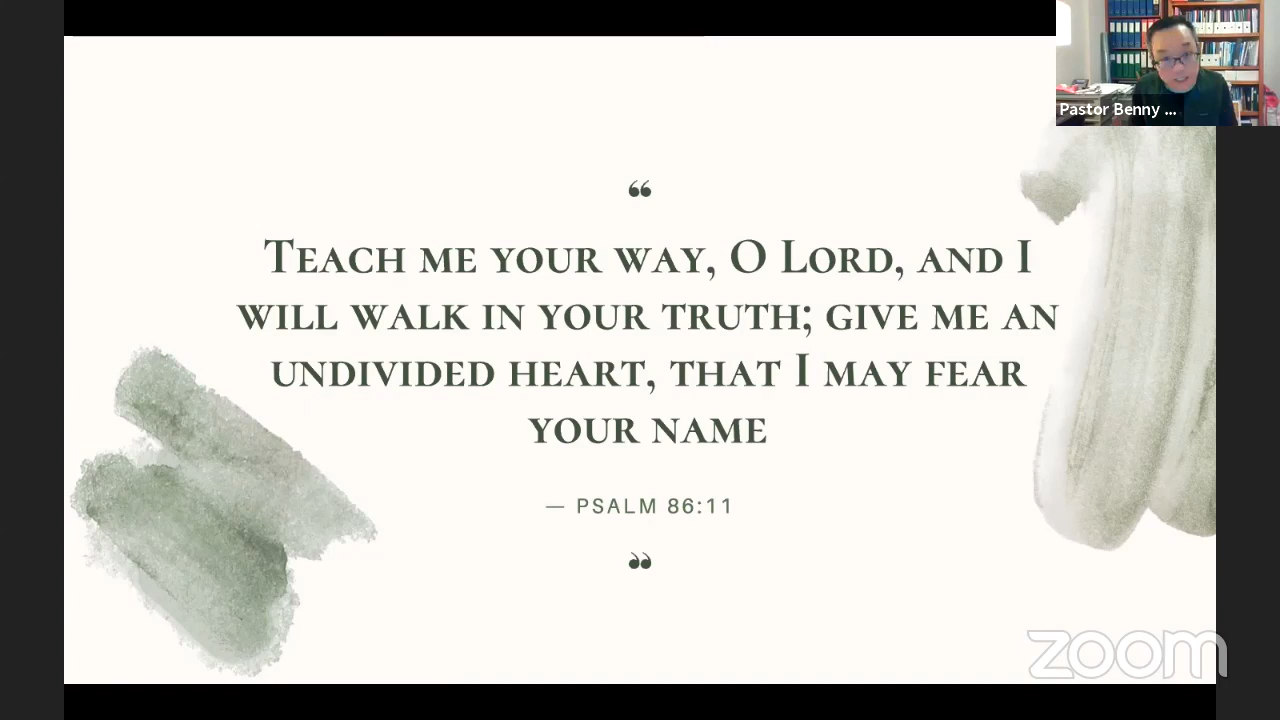 Pastor Benny ...
❝
Teach me your way, O Lord, and I
will walk in your truth; give me an
undivided heart, that I may fear
your name
— PSALM 86:11
❞
zoom